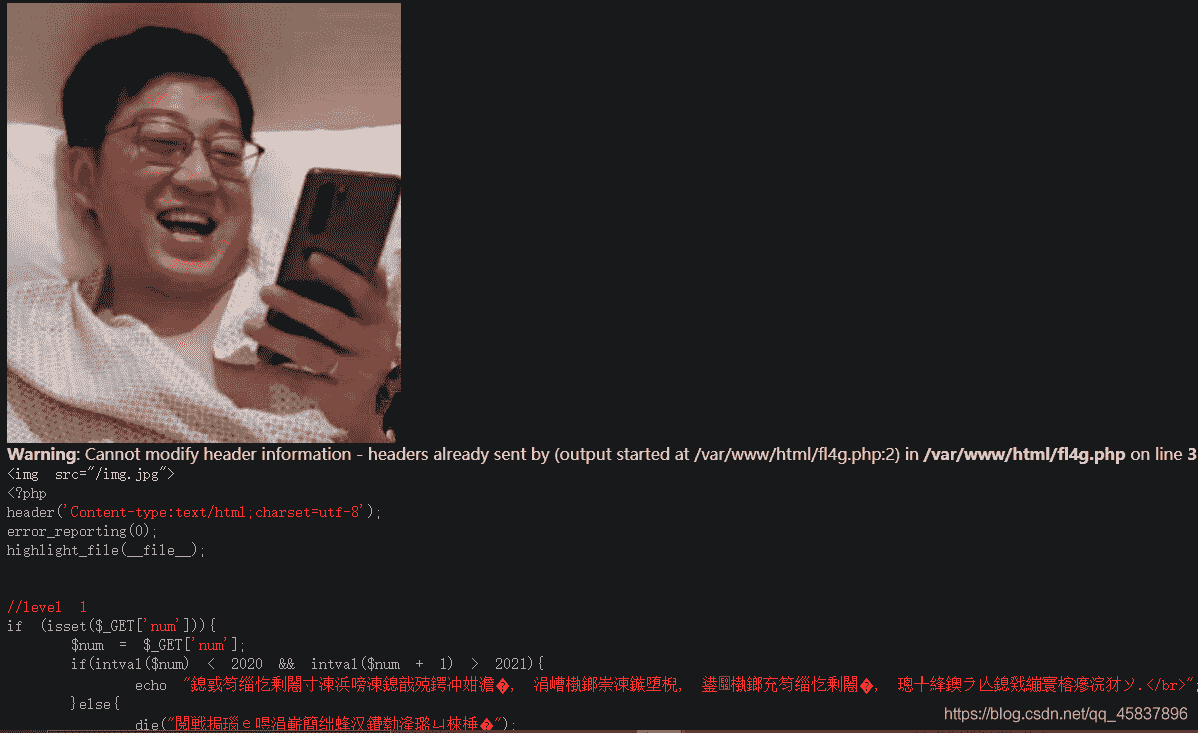 Warning: Cannot modify header information - headers already sent by (output started at /var/www/html/fl4g.php:2) in /var/www/html/fl4g.php on line 3
<img src="/img.jpg">
<?php
header('Content-type:text/html;charset=utf-8');
error_reporting(0);
highlight_file(__file__);
//level 1
if (isset($_GET['num'])){
$num = $_GET['num'];
if(intval($num) < 2020 && intval($num + 1) > 2021){
echo "
.</br>";
}else{
die("
");
https://blog.csdn.net/qq_45837896